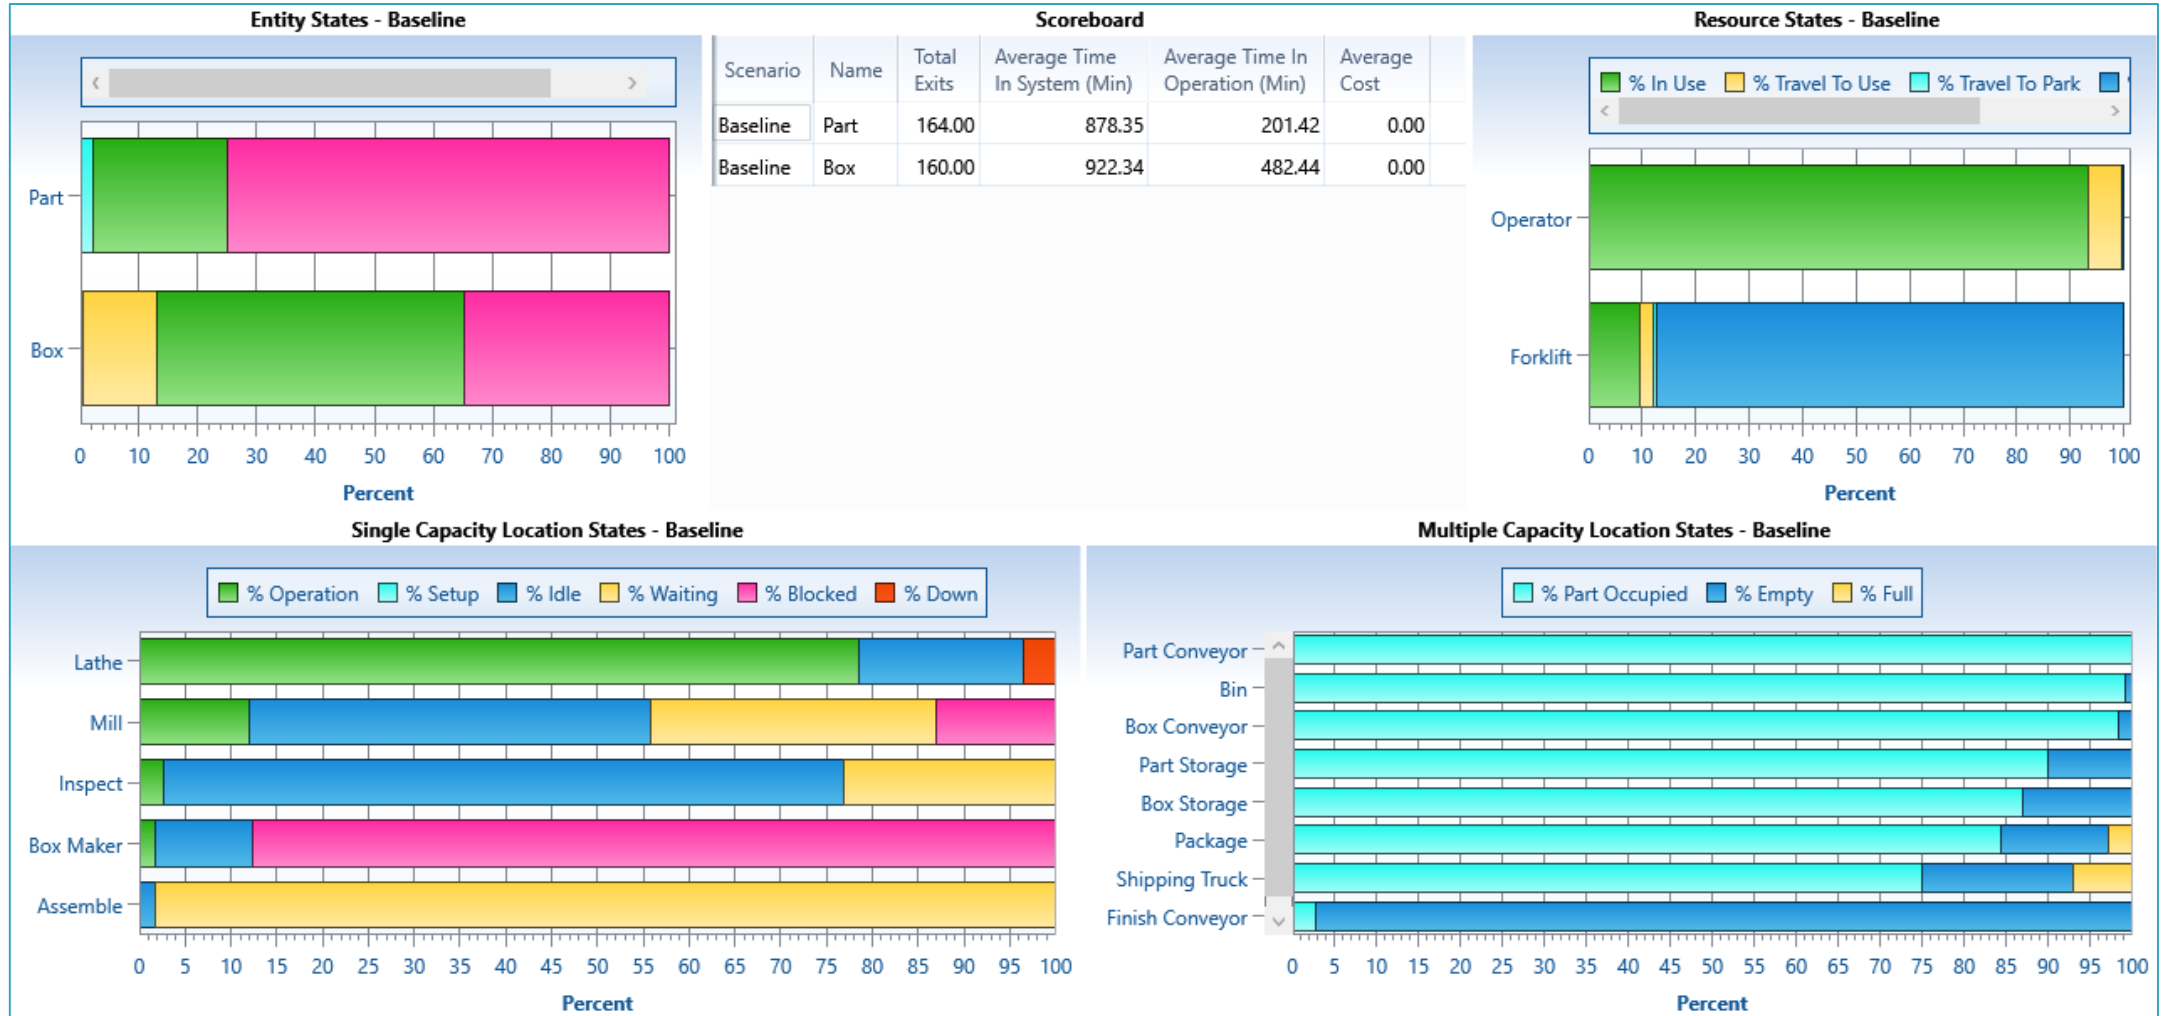 Entity States - Baseline
Part
Box
0 10 20 30 40 50 60 70 80 90 100
Percent
Scoreboard
Scenario Name Total Exits Average Time In System (Min) Average Time In Operation (Min) Average Cost
Baseline Part 164.00 878.35 201.42 0.00
Baseline Box 160.00 922.34 482.44 0.00
Resource States - Baseline
% In Use % Travel To Use % Travel To Park
Operator
Forklift
0 10 20 30 40 50 60 70 80 90 100
Percent
Single Capacity Location States - Baseline
% Operation % Setup % Idle % Waiting % Blocked % Down
Lathe
Mill
Inspect
Box Maker
Assemble
0 5 10 15 20 25 30 35 40 45 50 55 60 65 70 75 80 85 90 95 100
Percent
Multiple Capacity Location States - Baseline
% Part Occupied % Empty % Full
Part Conveyor
Bin
Box Conveyor
Part Storage
Box Storage
Package
Shipping Truck
Finish Conveyor
0 5 10 15 20 25 30 35 40 45 50 55 60 65 70 75 80 85 90 95 100
Percent